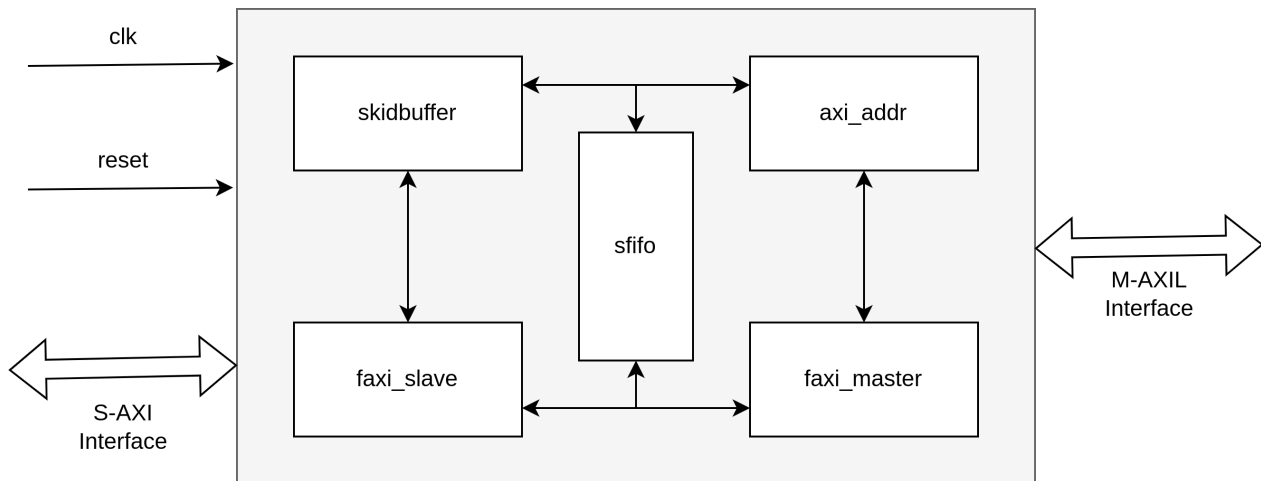 clk
skidbuffer
axi_addr
reset
sfifo
M-AXIL
Interface
faxi_slave
faxi_master
S-AXI
Interface